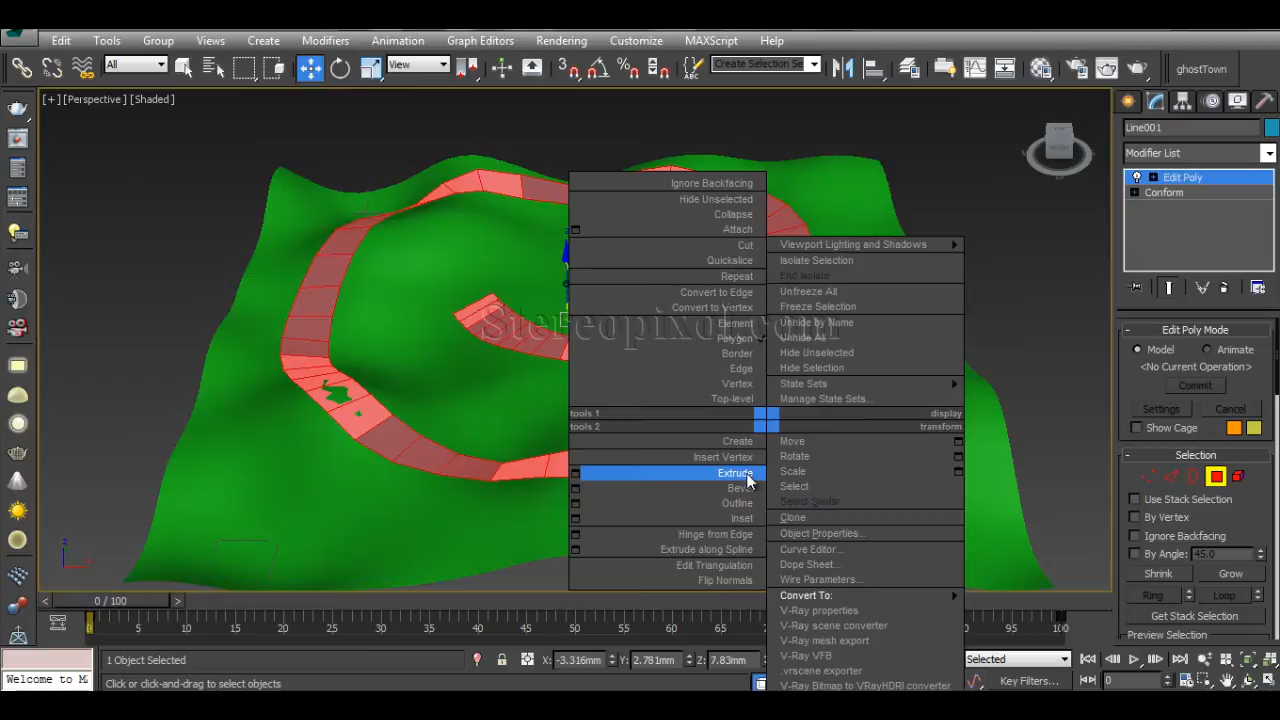 Edit Tools Group Views Create Modifiers Animation Graph Editors Rendering Customize MAXScript Help
All View Create Selection Se ghostTown
[+] [Perspective] [Shaded]
Line001
Modifier List
Edit Poly
Conform
Ignore Backfacing
Hide Unselected
Collapse
Attach
Cut
Quickslice
Repeat
Convert to Edge
Convert to Vertex
Element
Polygon
Border
Edge
Vertex
Top-level
tools 1
tools 2
Create
Insert Vertex
Extrude
Beve
Outline
Inset
Hinge from Edge
Extrude along Spline
Edit Triangulation
Flip Normals
Viewport Lighting and Shadows
Isolate Selection
End Isolate
Unfreeze All
Freeze Selection
Unhide by Name
Unhide All
Hide Unselected
Hide Selection
State Sets
Manage State Sets...
display
transform
Move
Rotate
Scale
Select
Select Similar
Clone
Object Properties...
Curve Editor...
Dope Sheet...
Wire Parameters...
Convert To:
V-Ray properties
V-Ray scene converter
V-Ray mesh export
V-Ray VFB
.vrscene exporter
V-Ray Bitmap to VRayHDRI converter
Stereopixol.com
Edit Poly Mode
Model Animate
<No Current Operation>
Commit
Settings Cancel
Show Cage
Selection
Use Stack Selection
By Vertex
Ignore Backfacing
By Angle: 45.0
Shrink Grow
Ring Loop
Get Stack Selection
Preview Selection
0 / 100
0 5 10 15 20 25 30 35 40 45 50 55 60 65 95 100
1 Object Selected X: -3.316mm Y: 2.781mm Z: 7.83mm Selected
Welcome to M Click or click-and-drag to select objects Key Filters... 0